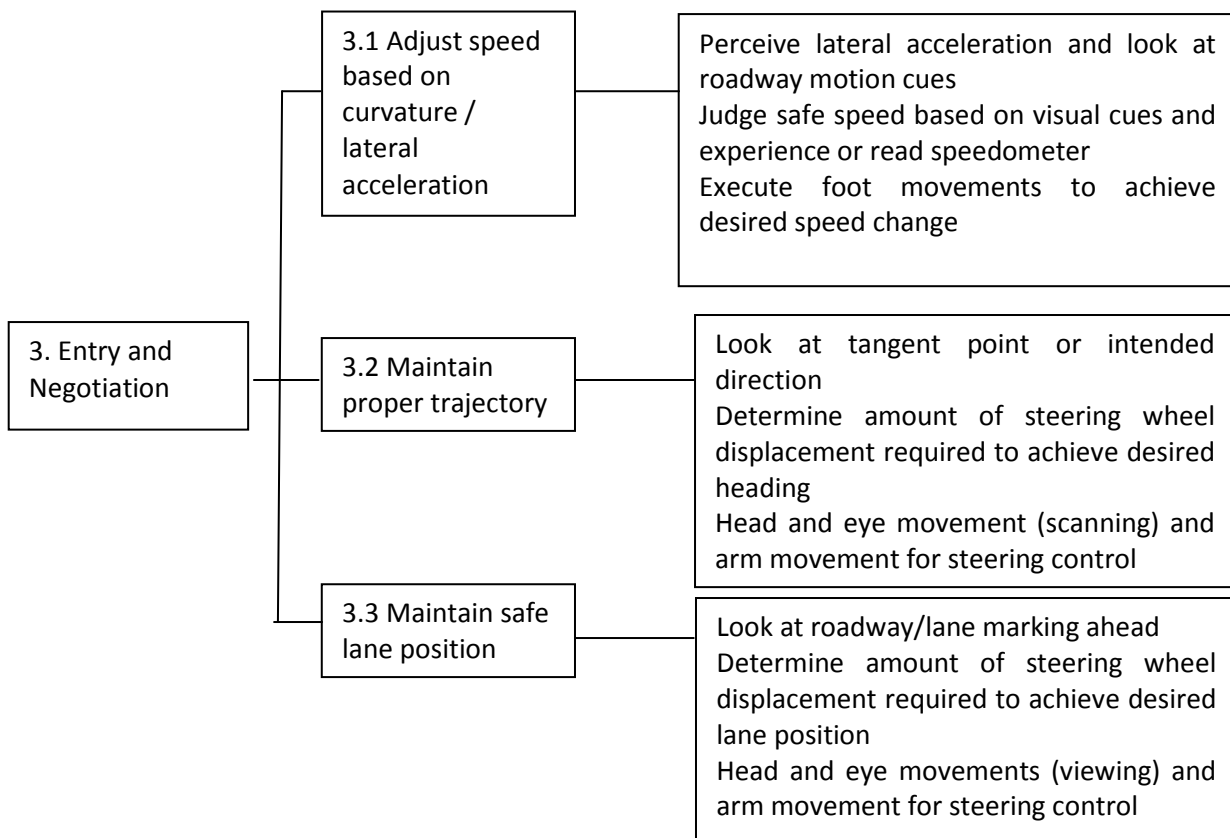 3. Entry and
Negotiation
3.1 Adjust speed
based on
curvature /
lateral
acceleration
Perceive lateral acceleration and look at
roadway motion cues
Judge safe speed based on visual cues and
experience or read speedometer
Execute foot movements to achieve
desired speed change
3.2 Maintain
proper trajectory
Look at tangent point or intended
direction
Determine amount of steering wheel
displacement required to achieve desired
heading
Head and eye movement (scanning) and
arm movement for steering control
3.3 Maintain safe
lane position
Look at roadway/lane marking ahead
Determine amount of steering wheel
displacement required to achieve desired
lane position
Head and eye movements (viewing) and
arm movement for steering control